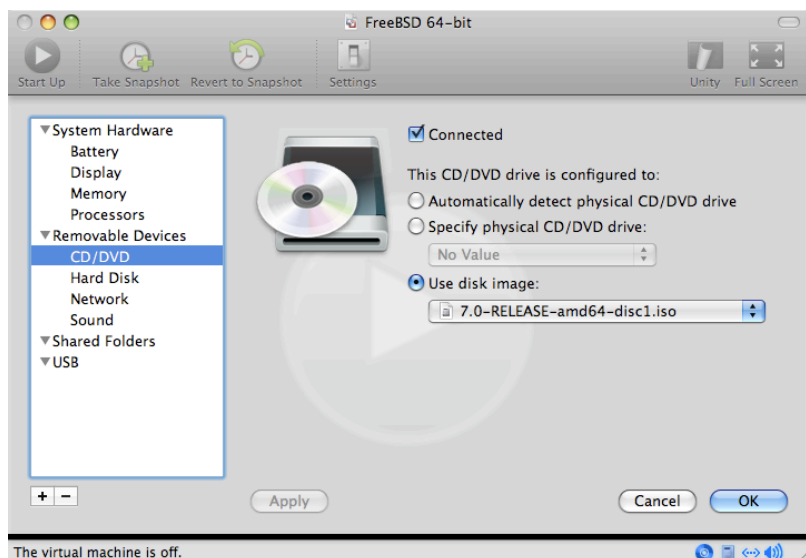 FreeBSD 64-bit
Start Up Take Snapshot Revert to Snapshot Settings Unity Full Screen
System Hardware
Battery
Display
Memory
Processors
Removable Devices
CD/DVD
Hard Disk
Network
Sound
Shared Folders
USB
Connected
This CD/DVD drive is configured to:
Automatically detect physical CD/DVD drive
Specify physical CD/DVD drive:
No Value
Use disk image:
7.0-RELEASE-amd64-disc1.iso
Apply Cancel OK
The virtual machine is off.